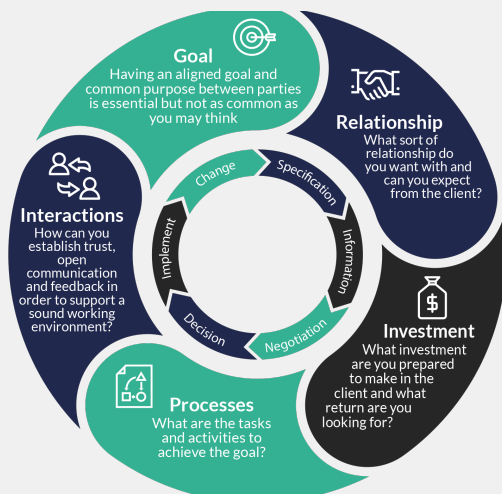 Goal
Having an aligned goal and
common purpose between parties
is essential but not as common as
you may think
Relationship
What sort of
relationship do
you want with and
can you expect
from the client?
Investment
What investment
are you prepared
to make in the
client and what
return are you
looking for?
Processes
What are the tasks
and activities to
achieve the goal?
Interactions
How can you
establish trust,
open
communication
and feedback in
order to support a
sound working
environment?
Change
Specification
Information
Negotiation
Decision
Implement
$